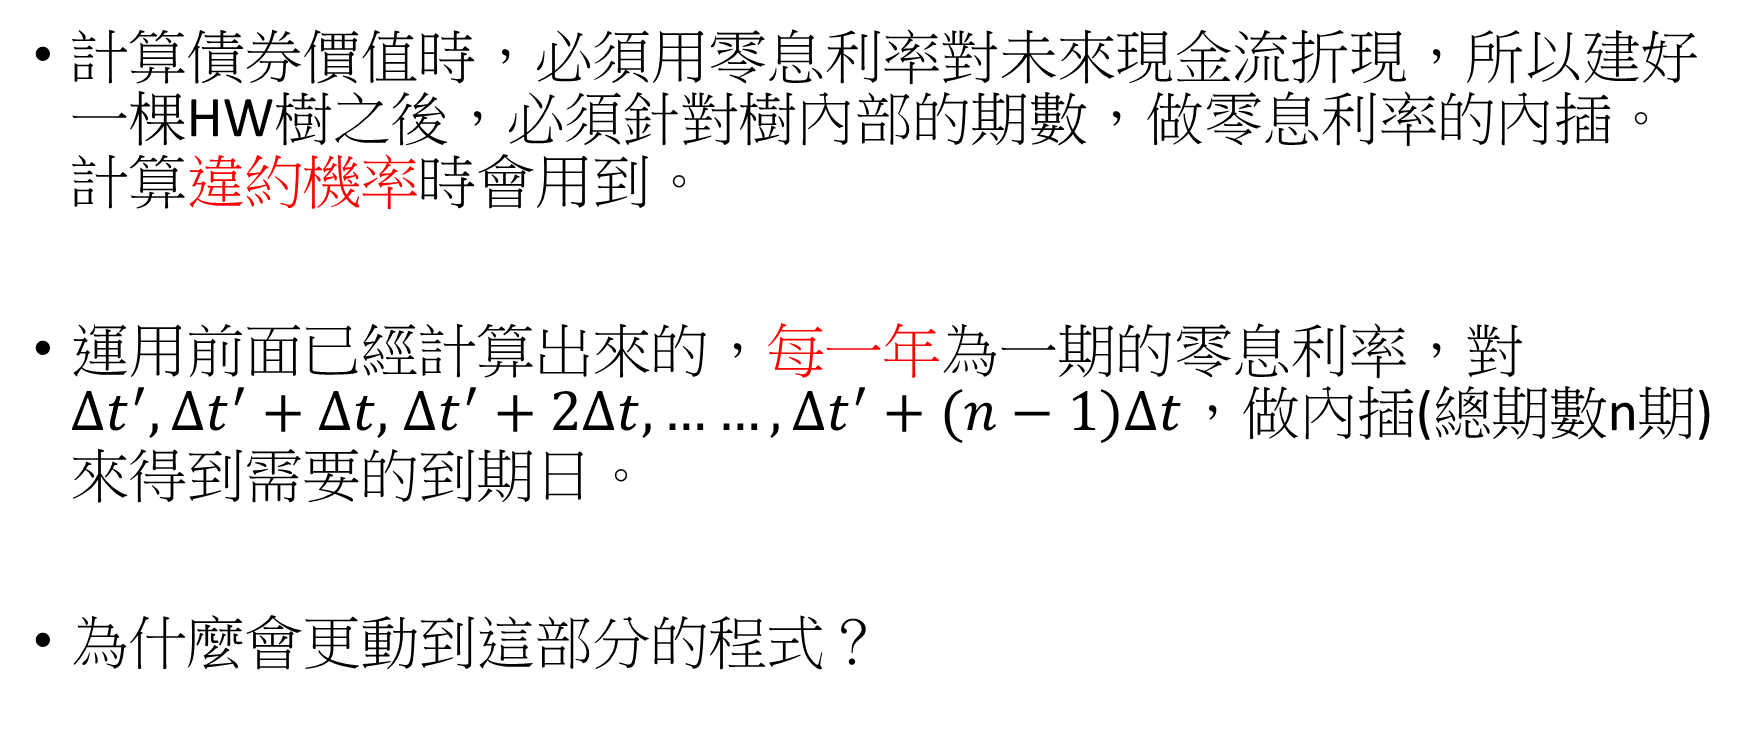 • 計算債券價值時，必須用零息利率對未來現金流折現，所以建好
一棵HW樹之後，必須針對樹內部的期數，做零息利率的內插。
計算違約機率時會用到。
• 運用前面已經計算出來的，每一年為一期的零息利率，對
Δt′, Δt′ + Δt, Δt′ + 2Δt, … … , Δt′ + (n − 1)Δt，做內插(總期數n期)
來得到需要的到期日。
• 為什麼會更動到這部分的程式？